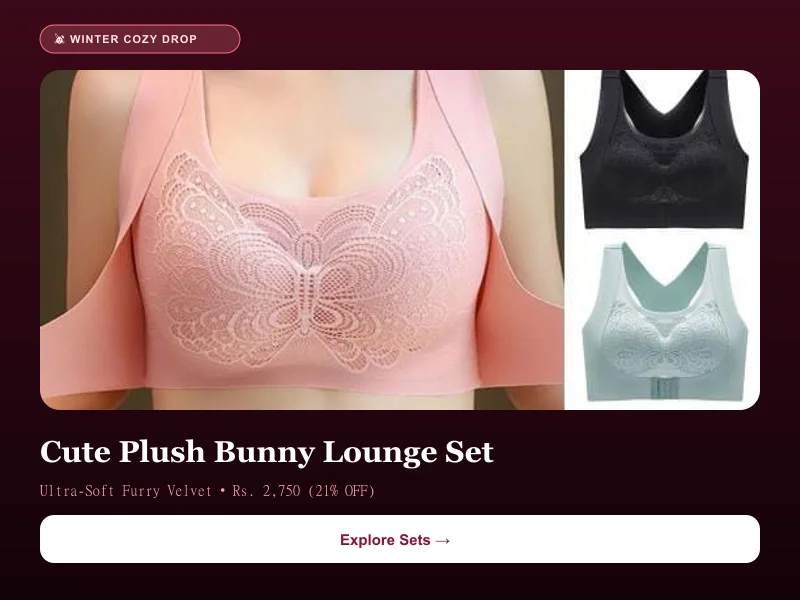 WINTER COZY DROP
Cute Plush Bunny Lounge Set
Ultra-Soft Furry Velvet • Rs. 2,750 (21% OFF)
Explore Sets →